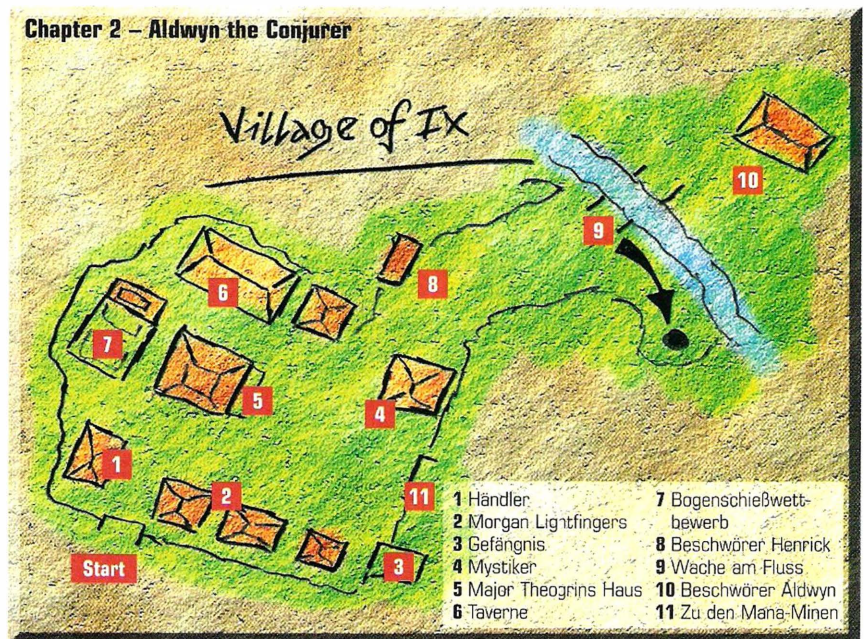 Chapter 2 – Aldwyn the Conjurer
Village of IX
10
9
8
6
7
5
4
1
2
11
3
Start
1 Händler
2 Morgan Lightfingers
3 Gefängnis
4 Mystiker
5 Major Theogrins Haus
6 Taverne
7 Bogenschießwett-
bewerb
8 Beschwörer Henrick
9 Wache am Fluss
10 Beschwörer Aldwyn
11 Zu den Mana-Minen